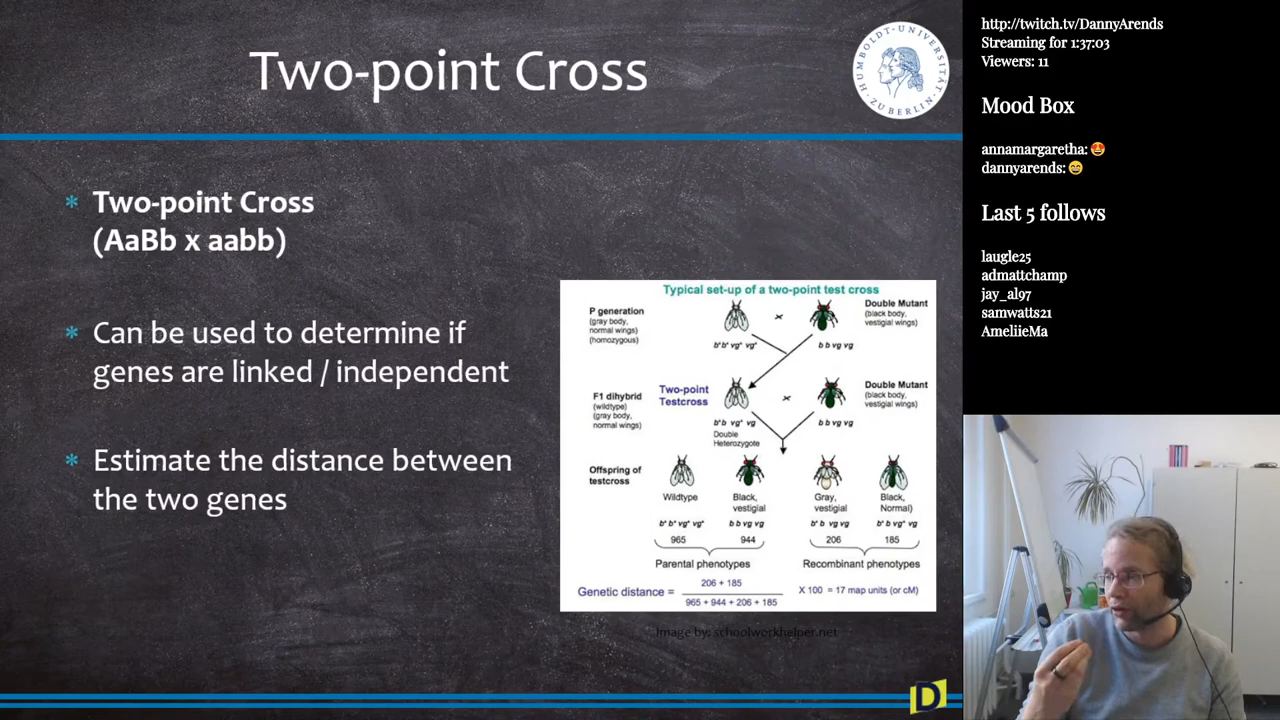 Two-point Cross
HUMBOLDT-UNIVERSITÄT ZU BERLIN
* Two-point Cross
(AaBb x aabb)
* Can be used to determine if
genes are linked / independent
* Estimate the distance between
the two genes
Typical set-up of a two-point test cross
P generation
(gray body,
normal wings)
(homozygous)
×
Double Mutant
(black body,
vestigial wings)
b⁺b⁺ vg⁺ vg⁺
b b vg vg
F1 dihybrid
(wildtype)
(gray body,
normal wings)
Two-point
Testcross
×
Double Mutant
(black body,
vestigial wings)
b⁺b vg⁺ vg
b b vg vg
Double
Heterozygote
Offspring of
testcross
Wildtype
Black,
vestigial
Gray,
vestigial
Black,
Normal)
b⁺ b⁺ vg⁺ vg⁺
b b vg vg
b⁺ b vg vg
b⁺ b vg⁺ vg
965
944
206
185
Parental phenotypes
Recombinant phenotypes
Genetic distance =
206 + 185
965 + 944 + 206 + 185
X 100 = 17 map units (or cM)
Image by: schoolworkhelper.net
D
http://twitch.tv/DannyArends
Streaming for 1:37:03
Viewers: 11
Mood Box
annamargaretha: 🤩
dannyarends: 😄
Last 5 follows
laugle25
admattchamp
jay_al97
samwatts21
AmeliieMa